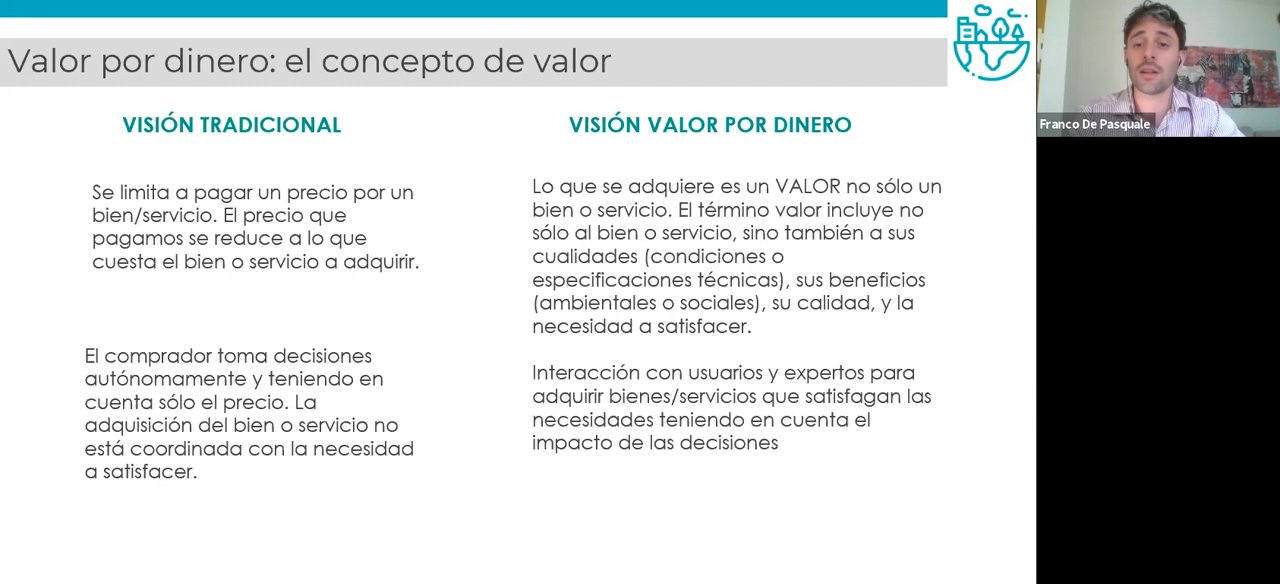 Valor por dinero: el concepto de valor
VISIÓN TRADICIONAL
Se limita a pagar un precio por un
bien/servicio. El precio que
pagamos se reduce a lo que
cuesta el bien o servicio a adquirir.
El comprador toma decisiones
autónomamente y teniendo en
cuenta sólo el precio. La
adquisición del bien o servicio no
está coordinada con la necesidad
a satisfacer.
VISIÓN VALOR POR DINERO
Lo que se adquiere es un VALOR no sólo un
bien o servicio. El término valor incluye no
sólo al bien o servicio, sino también a sus
cualidades (condiciones o
especificaciones técnicas), sus beneficios
(ambientales o sociales), su calidad, y la
necesidad a satisfacer.
Interacción con usuarios y expertos para
adquirir bienes/servicios que satisfagan las
necesidades teniendo en cuenta el
impacto de las decisiones
Franco De Pasquale